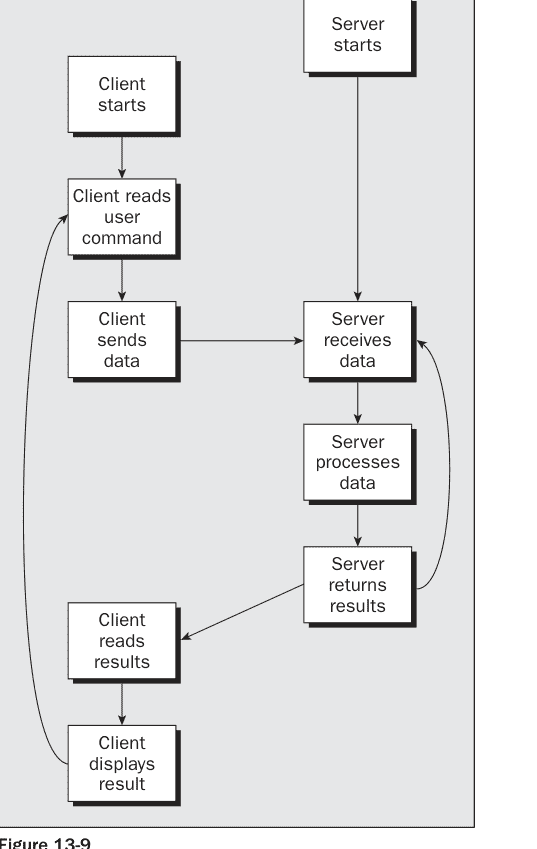 Server
starts
Client
starts
Client reads
user
command
Client
sends
data
Server
receives
data
Server
processes
data
Server
returns
results
Client
reads
results
Client
displays
result
Figure 13-9